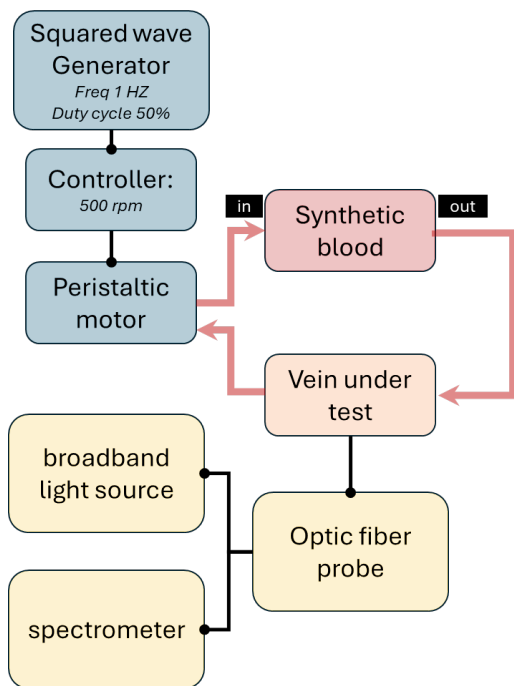 Squared wave
Generator
Freq 1 HZ
Duty cycle 50%
Controller:
500 rpm
in
Synthetic
blood
out
Peristaltic
motor
Vein under
test
broadband
light source
Optic fiber
probe
spectrometer